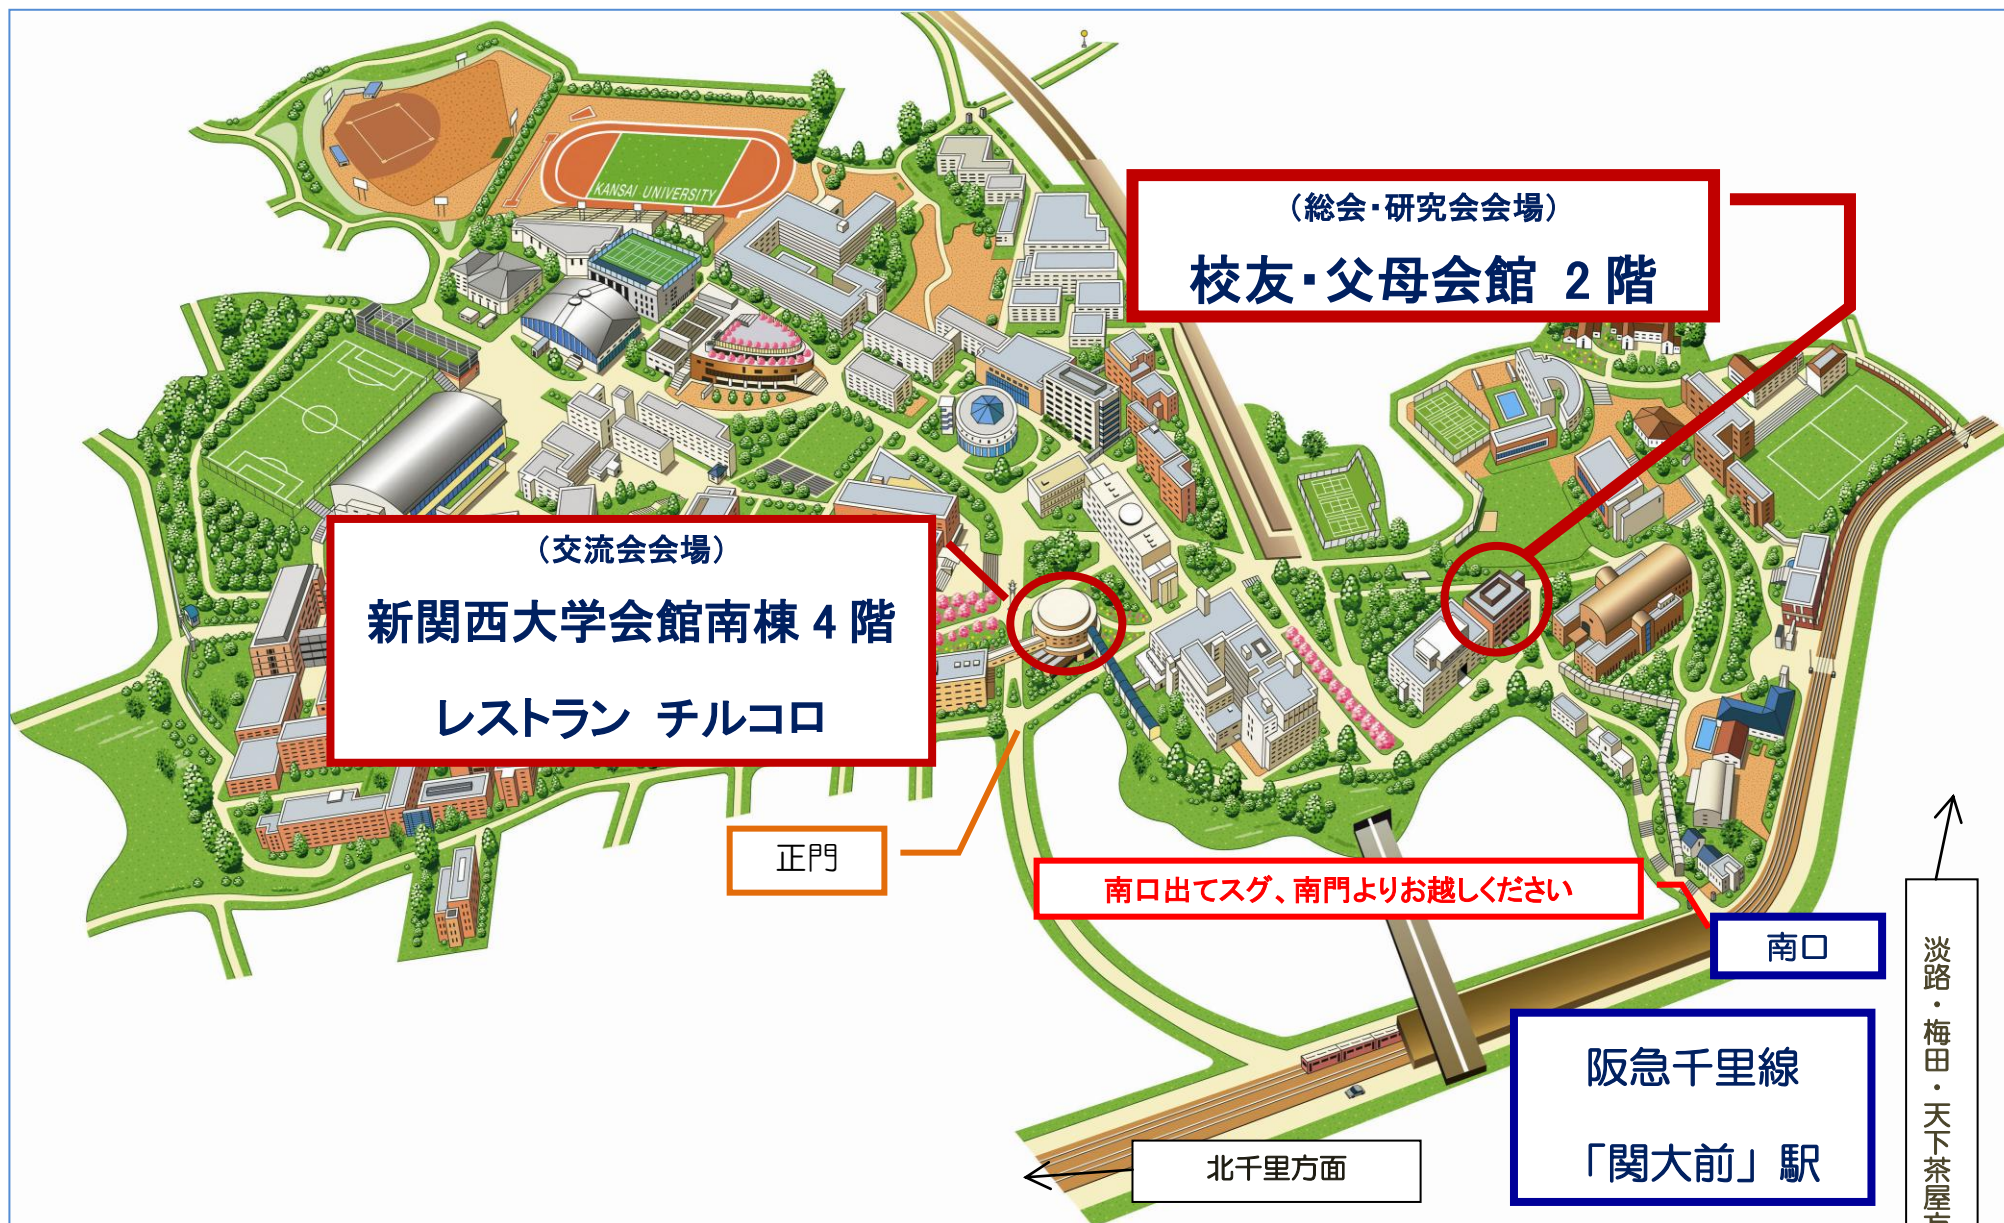 KANSAI UNIVERSITY
（総会・研究会会場）
校友・父母会館 2階
（交流会会場）
新関西大学会館南棟4階
レストラン チルコロ
正門
南口出てスグ、南門よりお越しください
南口
淡路・梅田・天下茶屋方
阪急千里線
「関大前」駅
北千里方面